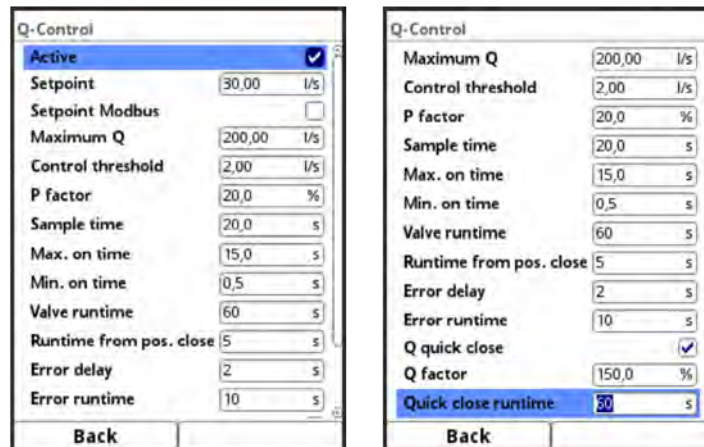 Q-Control
Active
Setpoint 30,00 l/s
Setpoint Modbus
Maximum Q 200,00 l/s
Control threshold 2,00 l/s
P factor 20,0 %
Sample time 20,0 s
Max. on time 15,0 s
Min. on time 0,5 s
Valve runtime 60 s
Runtime from pos. close 5 s
Error delay 2 s
Error runtime 10 s
Back
Q-Control
Maximum Q 200,00 l/s
Control threshold 2,00 l/s
P factor 20,0 %
Sample time 20,0 s
Max. on time 15,0 s
Min. on time 0,5 s
Valve runtime 60 s
Runtime from pos. close 5 s
Error delay 2 s
Error runtime 10 s
Q quick close
Q factor 150,0 %
Quick close runtime 60 s
Back